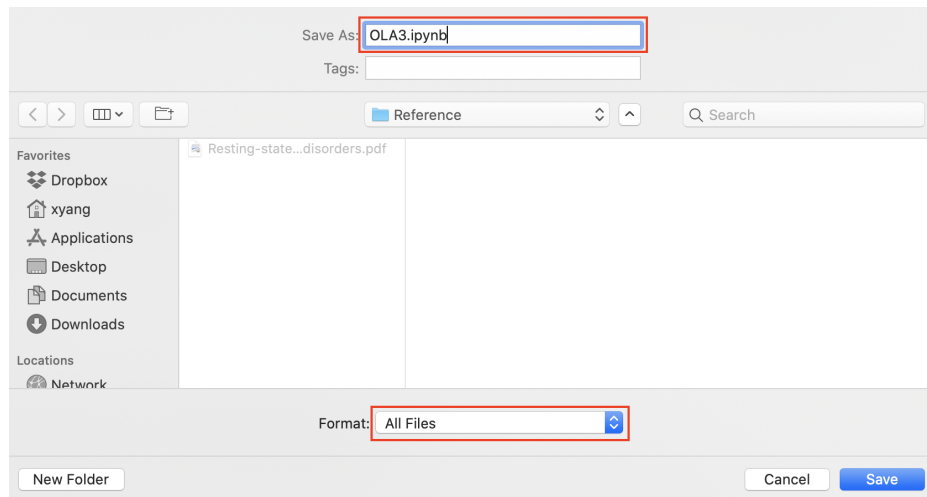 Save As: OLA3.ipynb
Tags:
Reference
Search
Favorites
Resting-state...disorders.pdf
Dropbox
xyang
Applications
Desktop
Documents
Downloads
Locations
Network
Format: All Files
New Folder Cancel Save